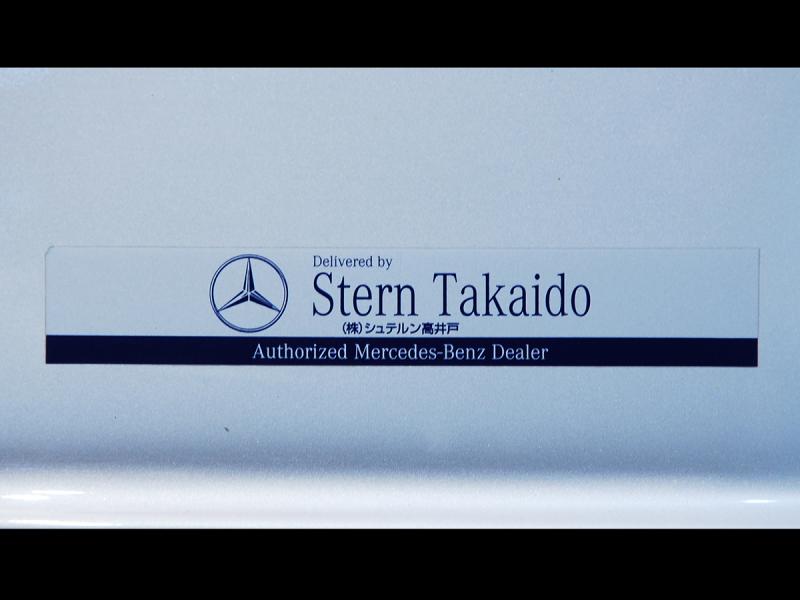 Delivered by
Stern Takaido
(株)シュテルン高井戸
Authorized Mercedes-Benz Dealer